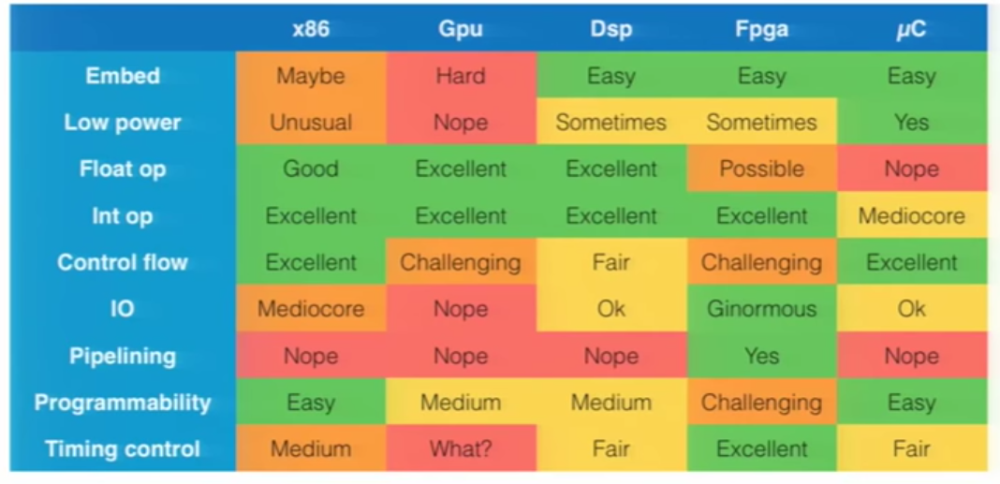 x86 Gpu Dsp Fpga µC
Embed Maybe Hard Easy Easy Easy
Low power Unusual Nope Sometimes Sometimes Yes
Float op Good Excellent Excellent Possible Nope
Int op Excellent Excellent Excellent Excellent Mediocore
Control flow Excellent Challenging Fair Challenging Excellent
IO Mediocore Nope Ok Ginormous Ok
Pipelining Nope Nope Nope Yes Nope
Programmability Easy Medium Medium Challenging Easy
Timing control Medium What? Fair Excellent Fair